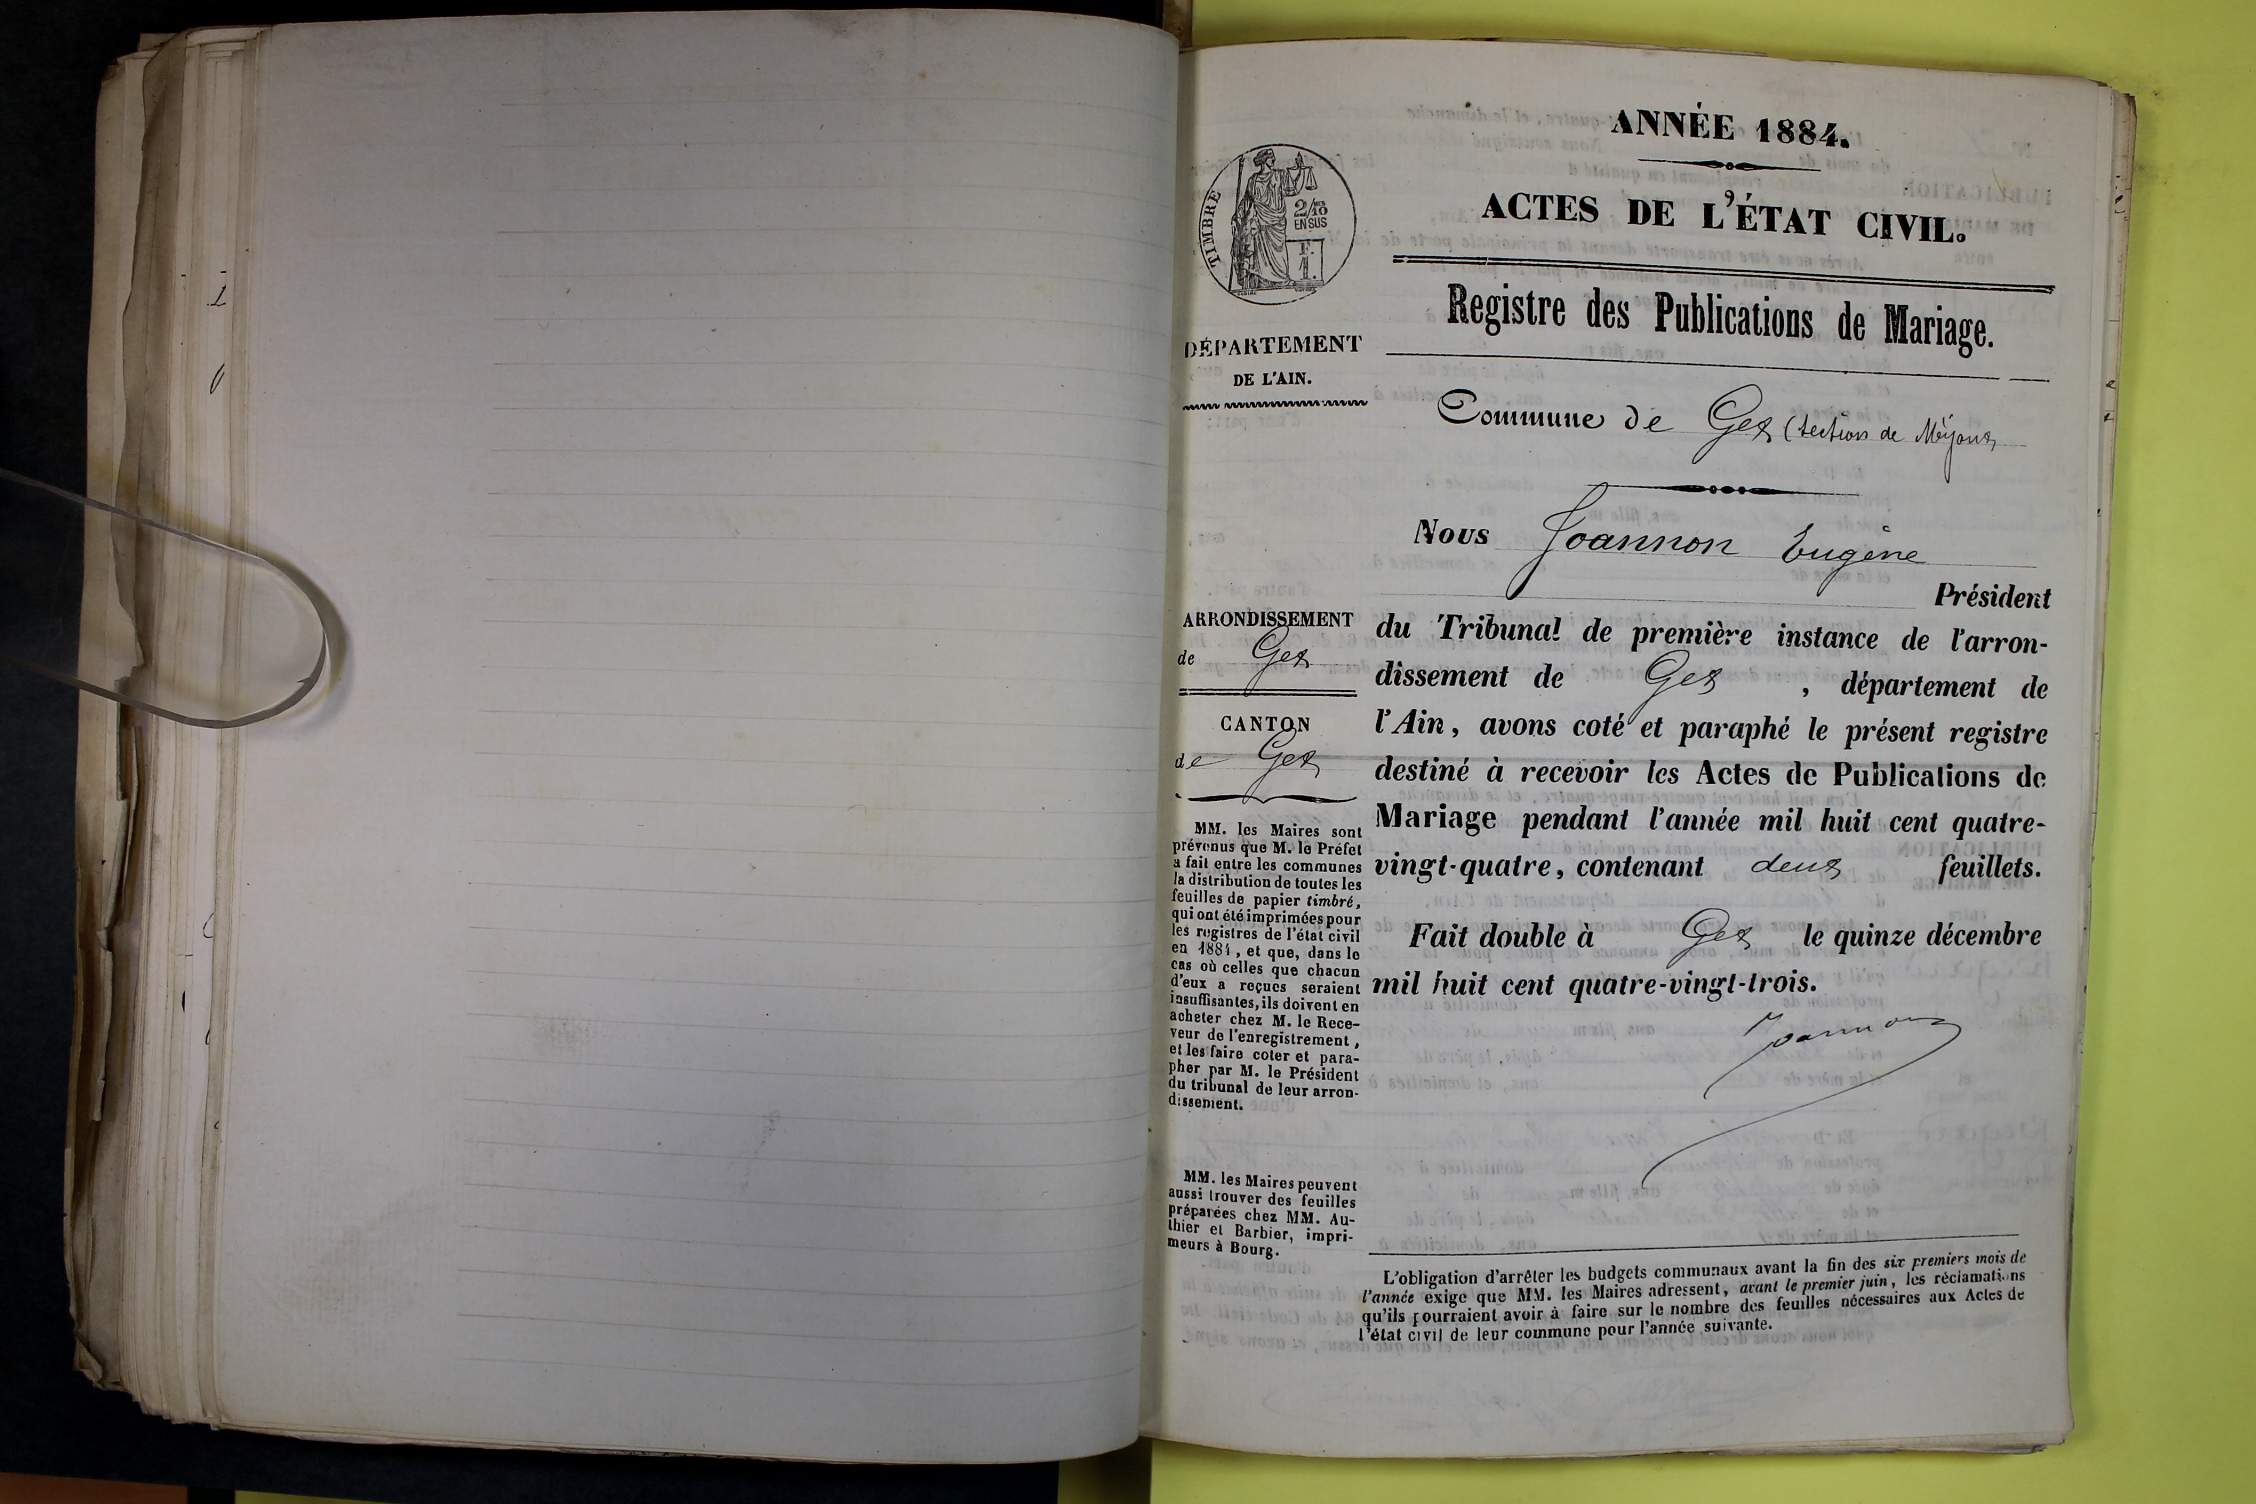 ANNÉE 1884.
ACTES DE L'ÉTAT CIVIL.
Registre des Publications de Mariage.
TIMBRE
2/10
EN SUS
F.
1.
DÉPARTEMENT
DE L'AIN.
Commune de Gex (section de
Nous Joannon Eugène
Président
du Tribunal de première instance de l'arron-
dissement de Gex, département de
l'Ain, avons coté et paraphé le présent registre
destiné à recevoir les Actes de Publications de
Mariage pendant l'année mil huit cent quatre-
vingt-quatre, contenant deux feuillets.
Fait double à Gex le quinze décembre
mil huit cent quatre-vingt-trois.
Joannon
ARRONDISSEMENT
de Gex
CANTON
de Gex
MM. les Maires sont
prévenus que M. le Préfet
a fait entre les communes
la distribution de toutes les
feuilles de papier timbré,
qui ont été imprimées pour
les registres de l'état civil
en 1884, et que, dans le
cas où celles que chacun
d'eux a reçues seraient
insuffisantes, ils doivent en
acheter chez M. le Rece-
veur de l'enregistrement,
et les faire coter et para-
pher par M. le Président
du tribunal de leur arron-
dissement.
MM. les Maires peuvent
aussi trouver des feuilles
préparées chez MM. Au-
thier et Barbier, impri-
meurs à Bourg.
L'obligation d'arrêter les budgets communaux avant la fin des six premiers mois de
l'année exige que MM. les Maires adressent, avant le premier juin, les réclamations
qu'ils pourraient avoir à faire sur le nombre des feuilles nécessaires aux Actes de
l'état civil de leur commune pour l'année suivante.